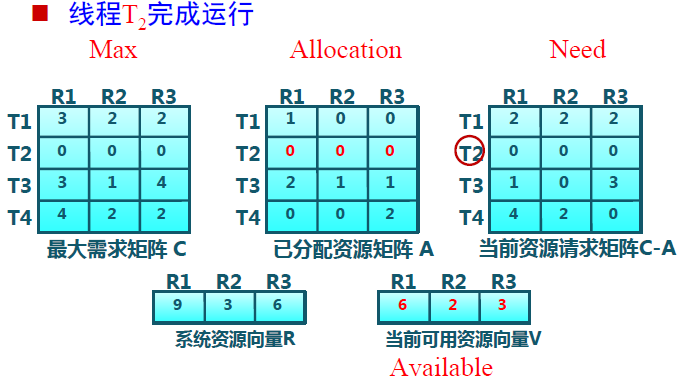 线程T2完成运行
Max Allocation Need
R1 R2 R3 R1 R2 R3 R1 R2 R3
T1 3 2 2 T1 1 0 0 T1 2 2 2
T2 0 0 0 T2 0 0 0 T2 0 0 0
T3 3 1 4 T3 2 1 1 T3 1 0 3
T4 4 2 2 T4 0 0 2 T4 4 2 0
最大需求矩阵 C 已分配资源矩阵 A 当前资源请求矩阵C-A
R1 R2 R3 R1 R2 R3
9 3 6 6 2 3
系统资源向量R 当前可用资源向量V
Available